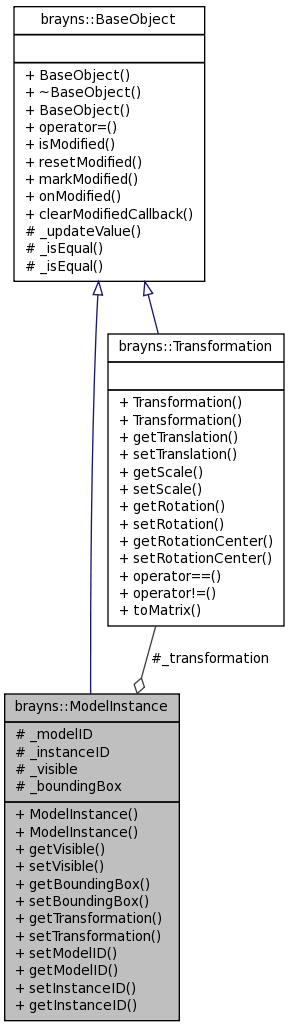 brayns::BaseObject
+ BaseObject()
+ ~BaseObject()
+ BaseObject()
+ operator=()
+ isModified()
+ resetModified()
+ markModified()
+ onModified()
+ clearModifiedCallback()
# _updateValue()
# _isEqual()
# _isEqual()
brayns::Transformation
+ Transformation()
+ Transformation()
+ getTranslation()
+ setTranslation()
+ getScale()
+ setScale()
+ getRotation()
+ setRotation()
+ getRotationCenter()
+ setRotationCenter()
+ operator==()
+ operator!=()
+ toMatrix()
#_transformation
brayns::ModelInstance
# _modelID
# _instanceID
# _visible
# _boundingBox
+ ModelInstance()
+ ModelInstance()
+ getVisible()
+ setVisible()
+ getBoundingBox()
+ setBoundingBox()
+ getTransformation()
+ setTransformation()
+ setModelID()
+ getModelID()
+ setInstanceID()
+ getInstanceID()